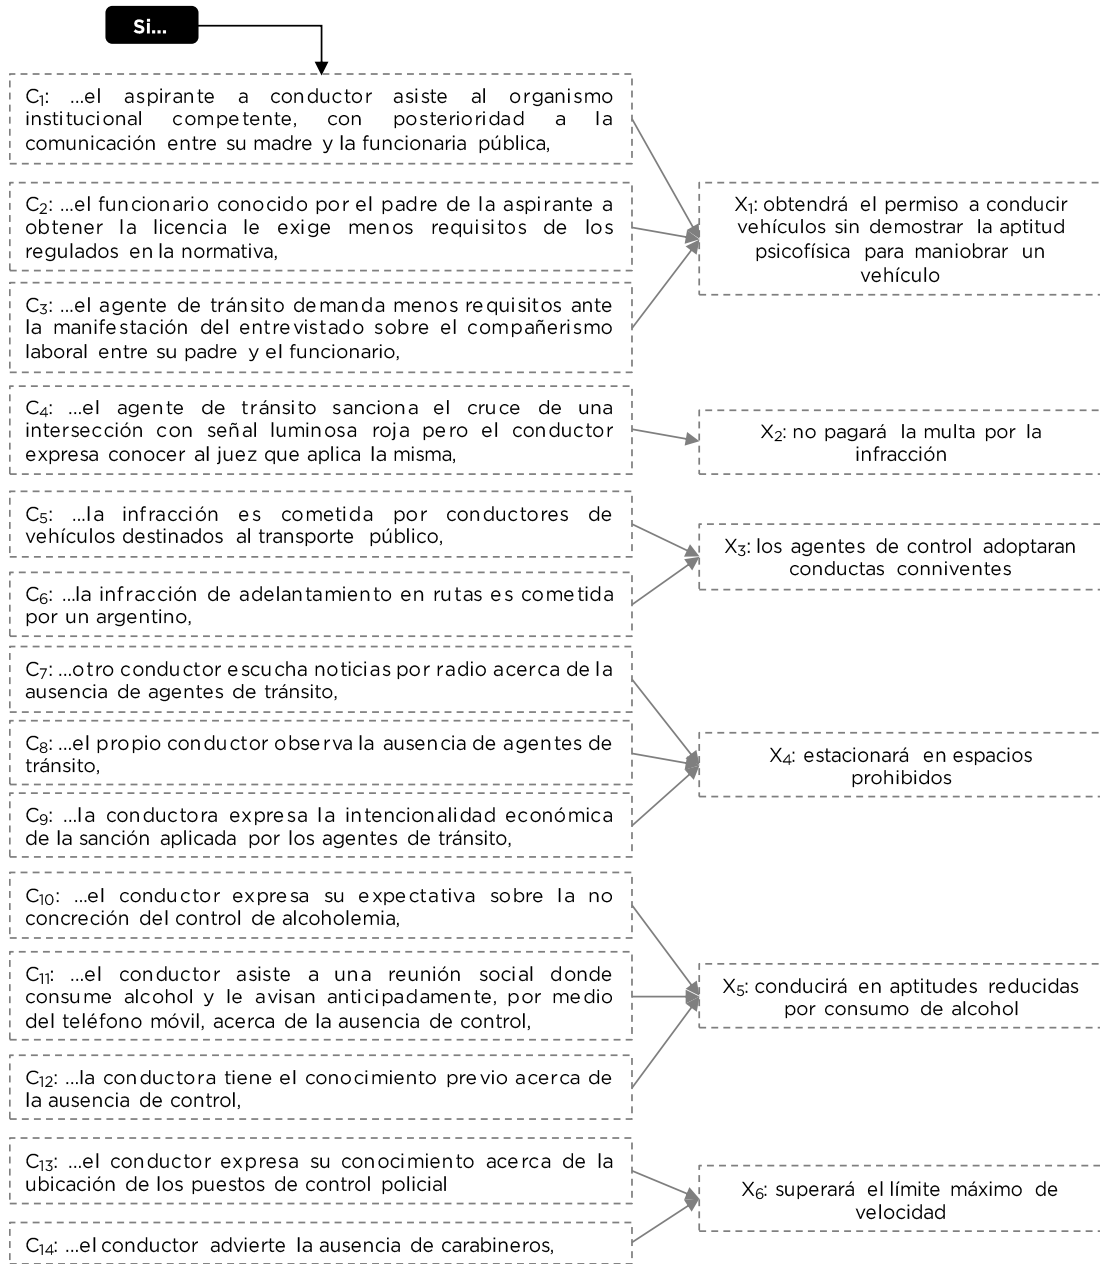 Si...
C1: ...el aspirante a conductor asiste al organismo
institucional competente, con posterioridad a la
comunicación entre su madre y la funcionaria pública,
C2: ...el funcionario conocido por el padre de la aspirante a
obtener la licencia le exige menos requisitos de los
regulados en la normativa,
X1: obtendrá el permiso a conducir
vehículos sin demostrar la aptitud
psicofísica para maniobrar un
vehículo
C3: ...el agente de tránsito demanda menos requisitos ante
la manifestación del entrevistado sobre el compañerismo
laboral entre su padre y el funcionario,
C4: ...el agente de tránsito sanciona el cruce de una
intersección con señal luminosa roja pero el conductor
expresa conocer al juez que aplica la misma,
X2: no pagará la multa por la
infracción
C5: ...la infracción es cometida por conductores de
vehículos destinados al transporte público,
C6: ...la infracción de adelantamiento en rutas es cometida
por un argentino,
X3: los agentes de control adoptaran
conductas conniventes
C7: ...otro conductor escucha noticias por radio acerca de la
ausencia de agentes de tránsito,
C8: ...el propio conductor observa la ausencia de agentes de
tránsito,
C9: ...la conductora expresa la intencionalidad económica
de la sanción aplicada por los agentes de tránsito,
X4: estacionará en espacios
prohibidos
C10: ...el conductor expresa su expectativa sobre la no
concreción del control de alcoholemia,
C11: ...el conductor asiste a una reunión social donde
consume alcohol y le avisan anticipadamente, por medio
del teléfono móvil, acerca de la ausencia de control,
C12: ...la conductora tiene el conocimiento previo acerca de
la ausencia de control,
X5: conducirá en aptitudes reducidas
por consumo de alcohol
C13: ...el conductor expresa su conocimiento acerca de la
ubicación de los puestos de control policial
C14: ...el conductor advierte la ausencia de carabineros,
X6: superará el límite máximo de
velocidad